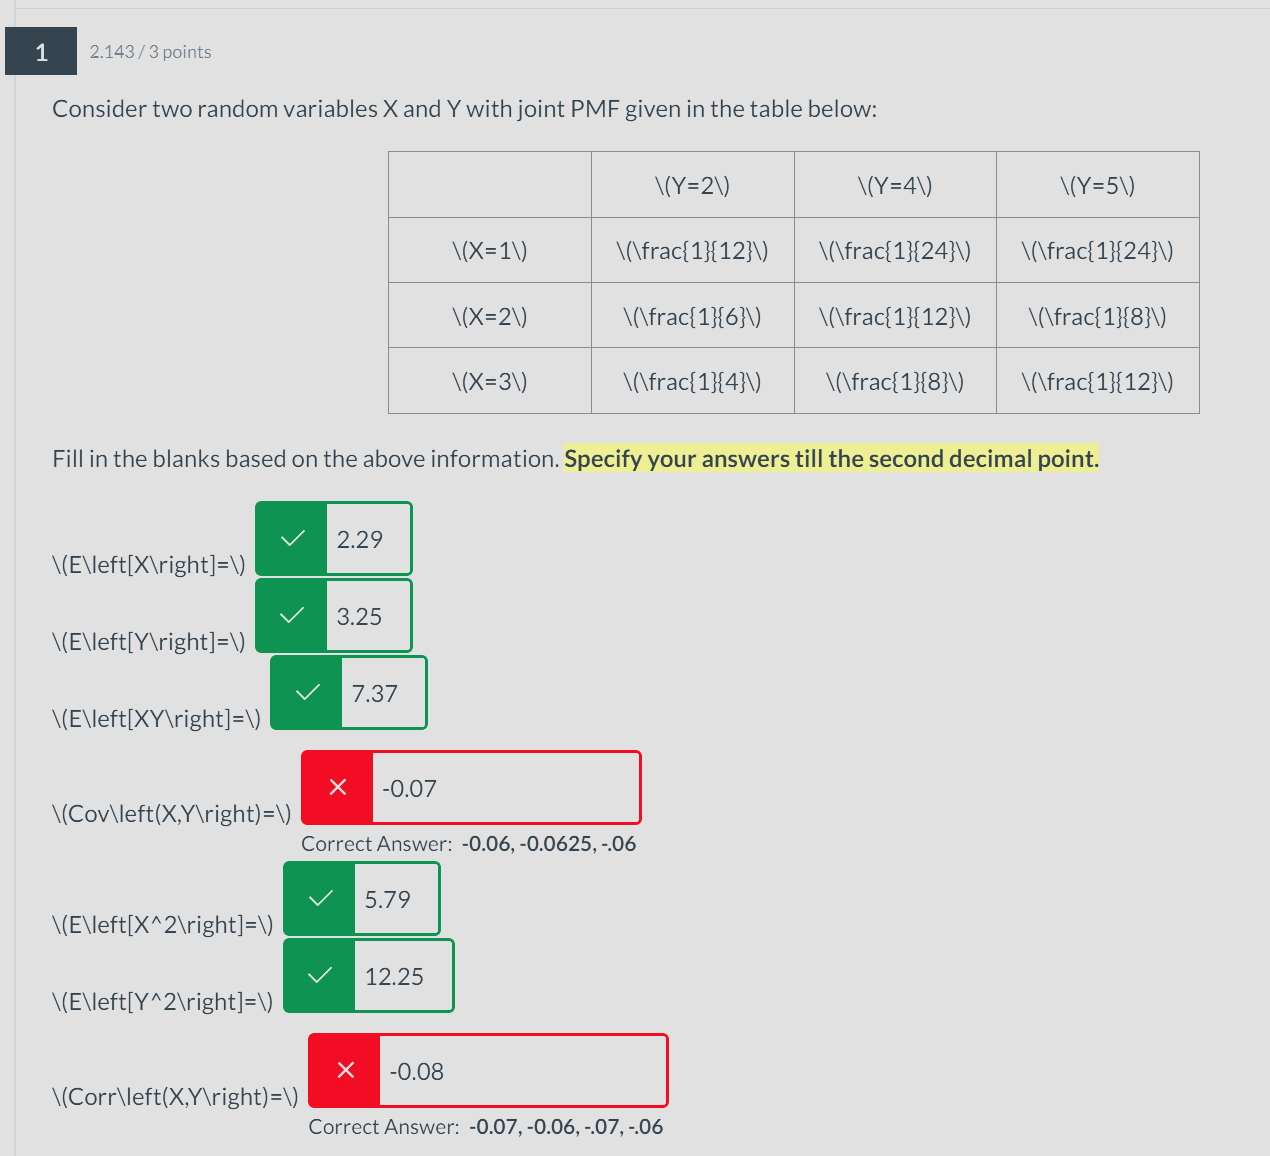 1
2.143 / 3 points
Consider two random variables X and Y with joint PMF given in the table below:
\(Y=2\) \(Y=4\) \(Y=5\)
\(X=1\) \(\frac{1}{12}\) \(\frac{1}{24}\) \(\frac{1}{24}\)
\(X=2\) \(\frac{1}{6}\) \(\frac{1}{12}\) \(\frac{1}{8}\)
\(X=3\) \(\frac{1}{4}\) \(\frac{1}{8}\) \(\frac{1}{12}\)
Fill in the blanks based on the above information. Specify your answers till the second decimal point.
\(E\left[X\right]=\) 2.29
\(E\left[Y\right]=\) 3.25
\(E\left[XY\right]=\) 7.37
\(Cov\left(X,Y\right)=\) -0.07
Correct Answer: -0.06, -0.0625, -.06
\(E\left[X^2\right]=\) 5.79
\(E\left[Y^2\right]=\) 12.25
\(Corr\left(X,Y\right)=\) -0.08
Correct Answer: -0.07, -0.06, -.07, -.06